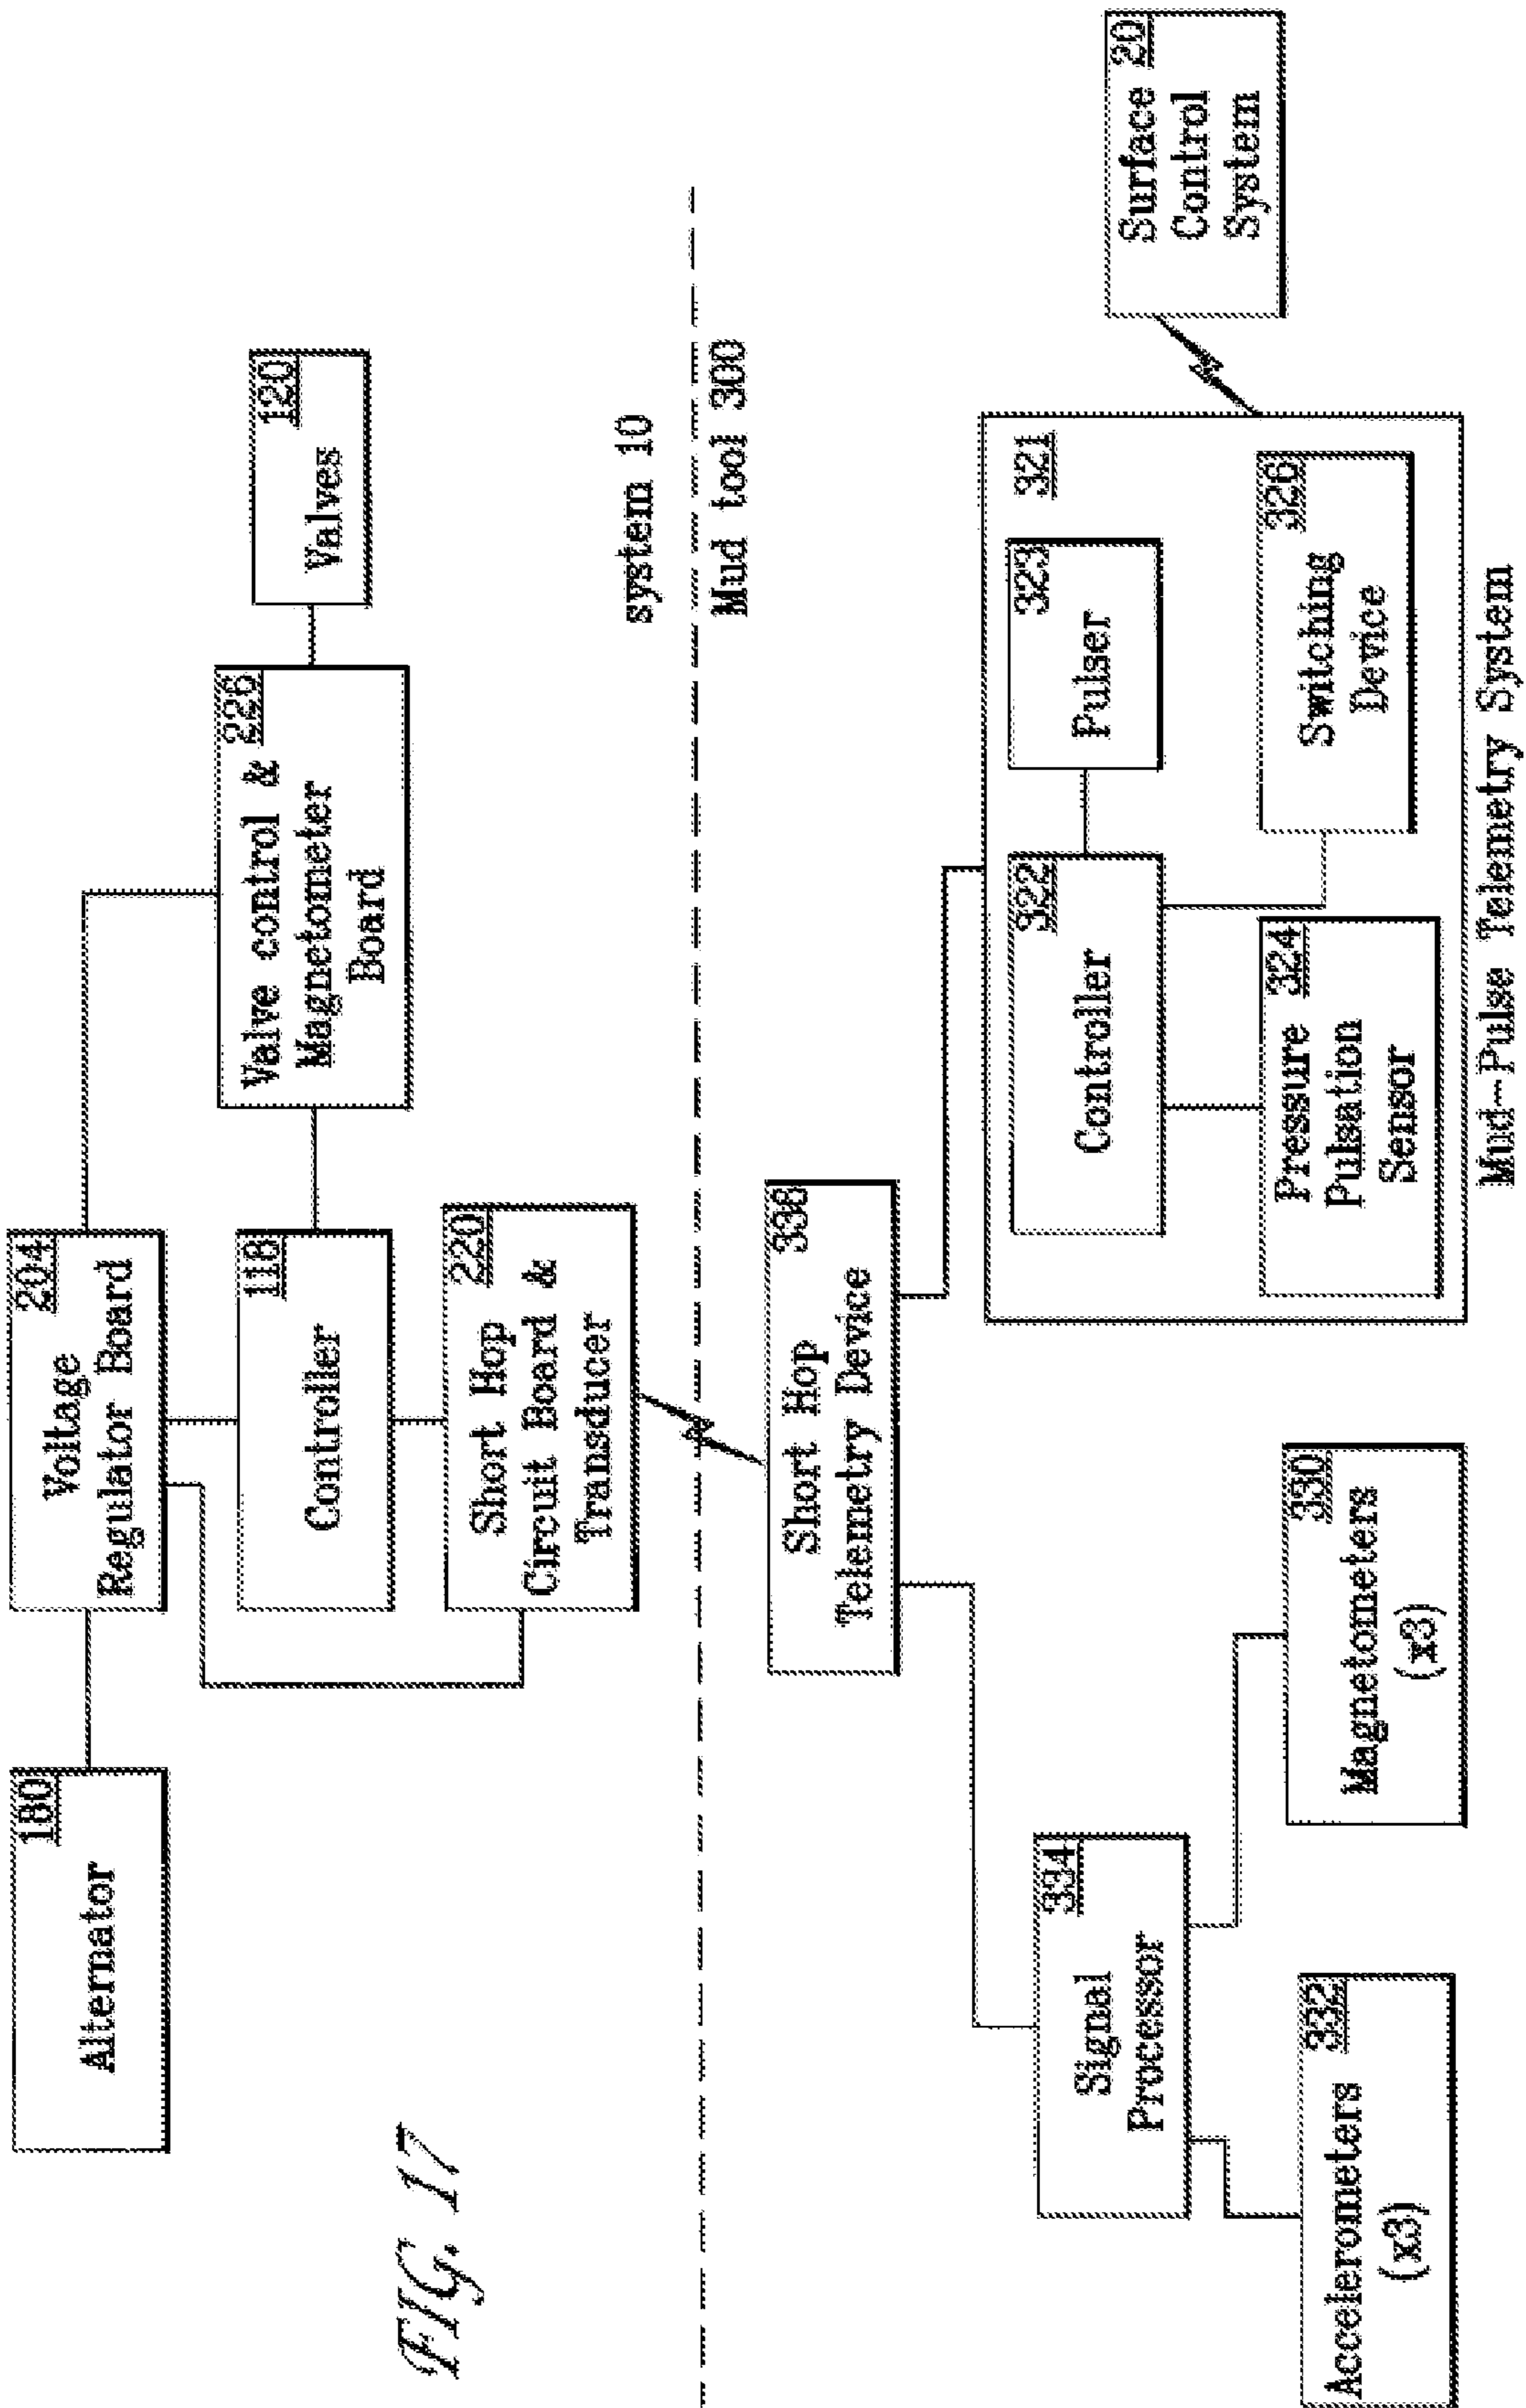 180
Alternator
204
Voltage
Regulator Board
118
Controller
220
Short Hop
Circuit Board &
Transducer
226
Valve control &
Magnetometer
Board
120
Valves
FIG. 17
system 10
Mud tool 300
338
Short Hop
Telemetry Device
334
Signal
Processor
332
Accelerometers
(x3)
330
Magnetometers
(x3)
321
322
Controller
323
Pulser
324
Pressure
Pulsation
Sensor
326
Switching
Device
Mud-Pulse Telemetry System
Surface 20
Control
System